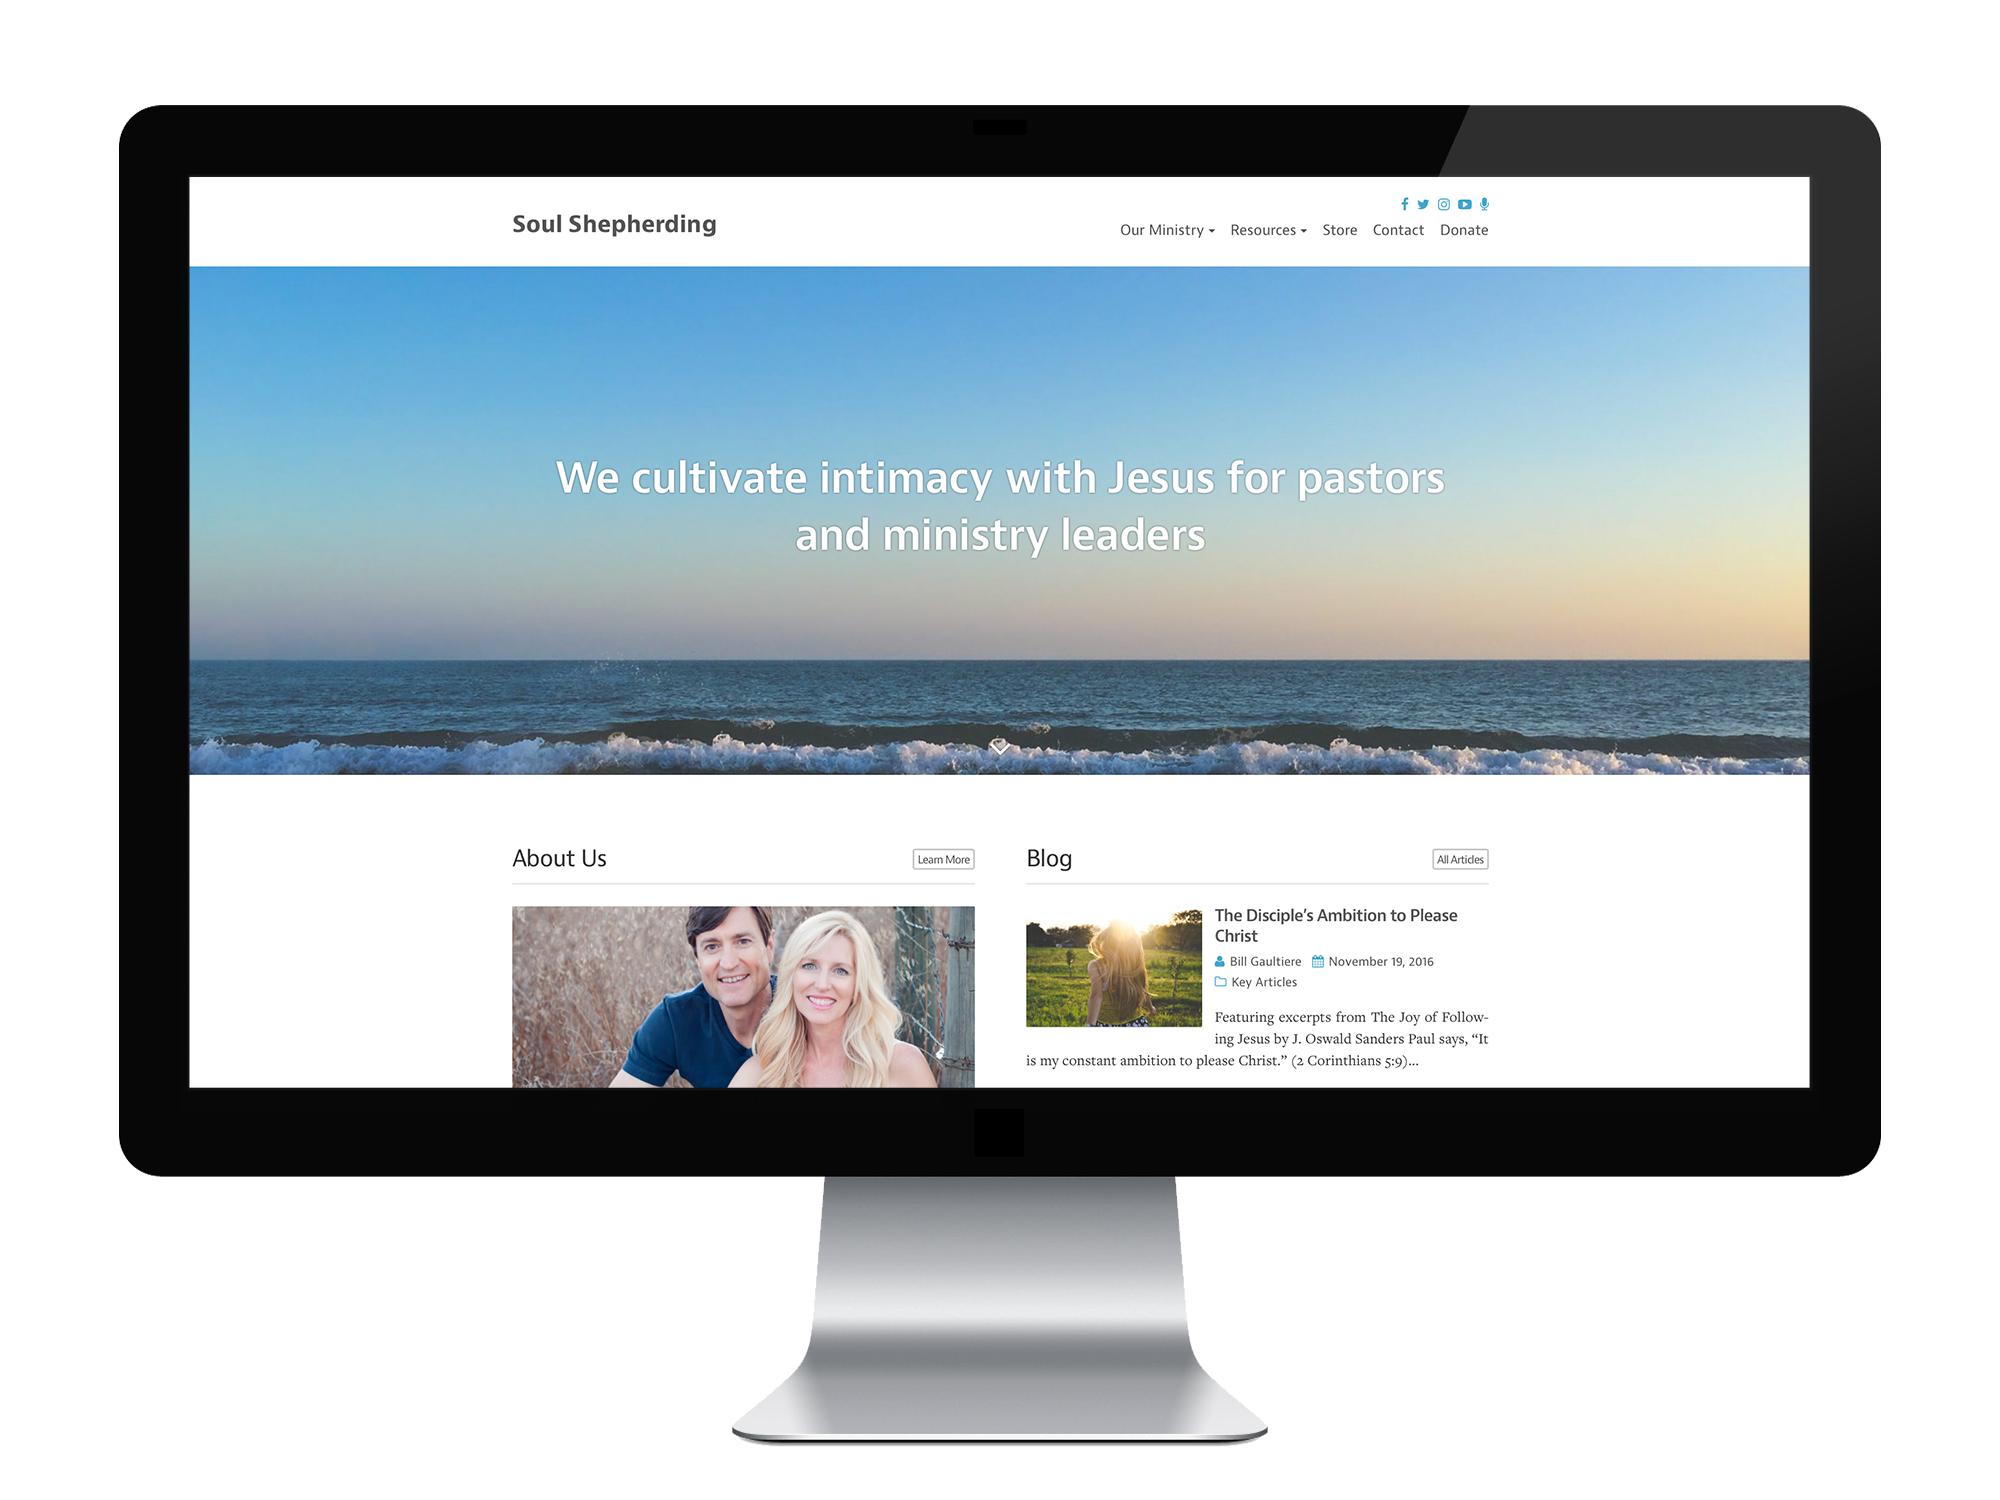 Soul Shepherding
Our Ministry Resources Store Contact Donate
We cultivate intimacy with Jesus for pastors
and ministry leaders
About Us
Learn More
Blog
All Articles
The Disciple's Ambition to Please
Christ
Bill Gaultiere November 19, 2016
Key Articles
Featuring excerpts from The Joy of Follow-
ing Jesus by J. Oswald Sanders Paul says, “It
is my constant ambition to please Christ.” (2 Corinthians 5:9)...